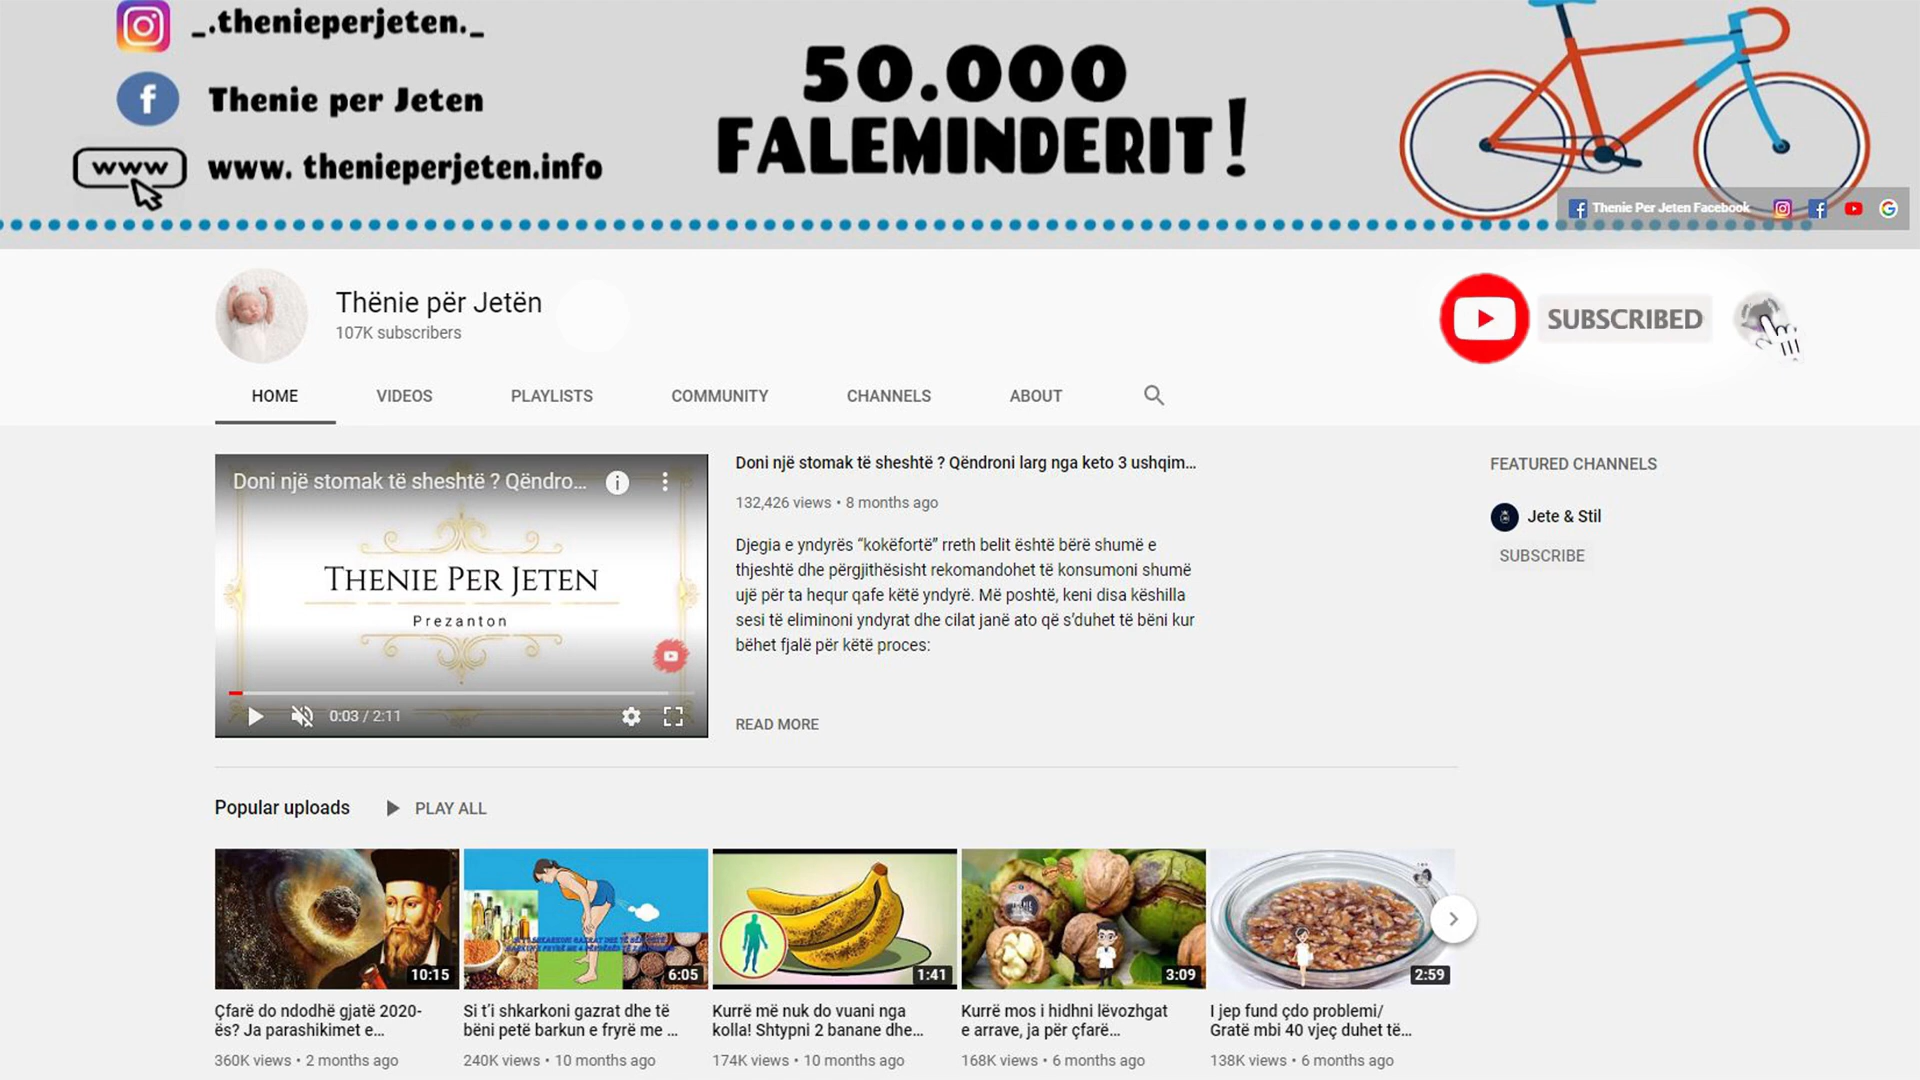 _.thenieperjeten._
Thenie per Jeten
www
www. thenieperjeten.info
50.000
FALEMINDERIT!
Thenie Per Jeten Facebook
Thënie për Jetën
107K subscribers
SUBSCRIBED
HOME
VIDEOS
PLAYLISTS
COMMUNITY
CHANNELS
ABOUT
Doni një stomak të sheshtë ? Qëndro...
THENIE PER JETEN
Prezanton
0:03 / 2:11
Doni një stomak të sheshtë ? Qëndroni larg nga keto 3 ushqim...
132,426 views • 8 months ago
Djegia e yndyrës “kokëfortë” rreth belit është bërë shumë e
thjeshtë dhe përgjithësisht rekomandohet të konsumoni shumë
ujë për ta hequr qafe këtë yndyrë. Më poshtë, keni disa këshilla
sesi të eliminoni yndyrat dhe cilat janë ato që s’duhet të bëni kur
bëhet fjalë për këtë proces:
READ MORE
FEATURED CHANNELS
Jete & Stil
SUBSCRIBE
Popular uploads
PLAY ALL
10:15
Çfarë do ndodhë gjatë 2020-
ës? Ja parashikimet e...
360K views • 2 months ago
6:05
Si t’i shkarkoni gazrat dhe të
bëni petë barkun e fryrë me ...
240K views • 10 months ago
1:41
Kurrë më nuk do vuani nga
kolla! Shtypni 2 banane dhe...
174K views • 10 months ago
3:09
Kurrë mos i hidhni lëvozhgat
e arrave, ja për çfarë...
168K views • 6 months ago
2:59
I jep fund çdo problemi/
Gratë mbi 40 vjeç duhet të...
138K views • 6 months ago